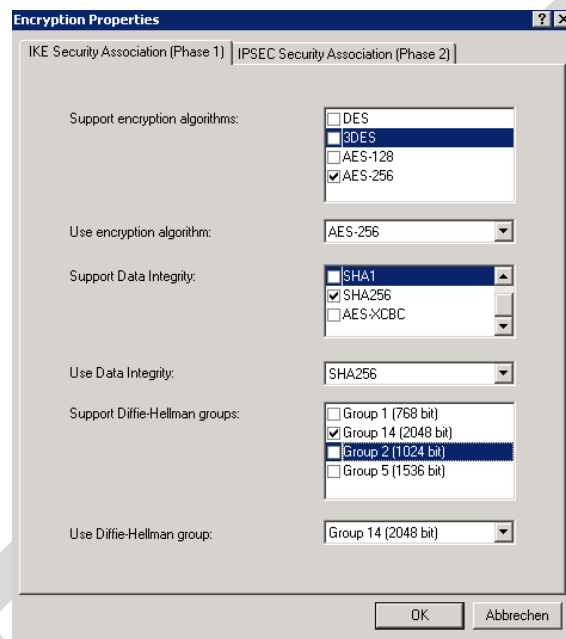 Encryption Properties
IKE Security Association (Phase 1)
IPSEC Security Association (Phase 2)
Support encryption algorithms:
DES
3DES
AES-128
AES-256
Use encryption algorithm:
AES-256
Support Data Integrity:
SHA1
SHA256
AES-XCBC
Use Data Integrity:
SHA256
Support Diffie-Hellman groups:
Group 1 (768 bit)
Group 14 (2048 bit)
Group 2 (1024 bit)
Group 5 (1536 bit)
Use Diffie-Hellman group:
Group 14 (2048 bit)
OK
Abbrechen